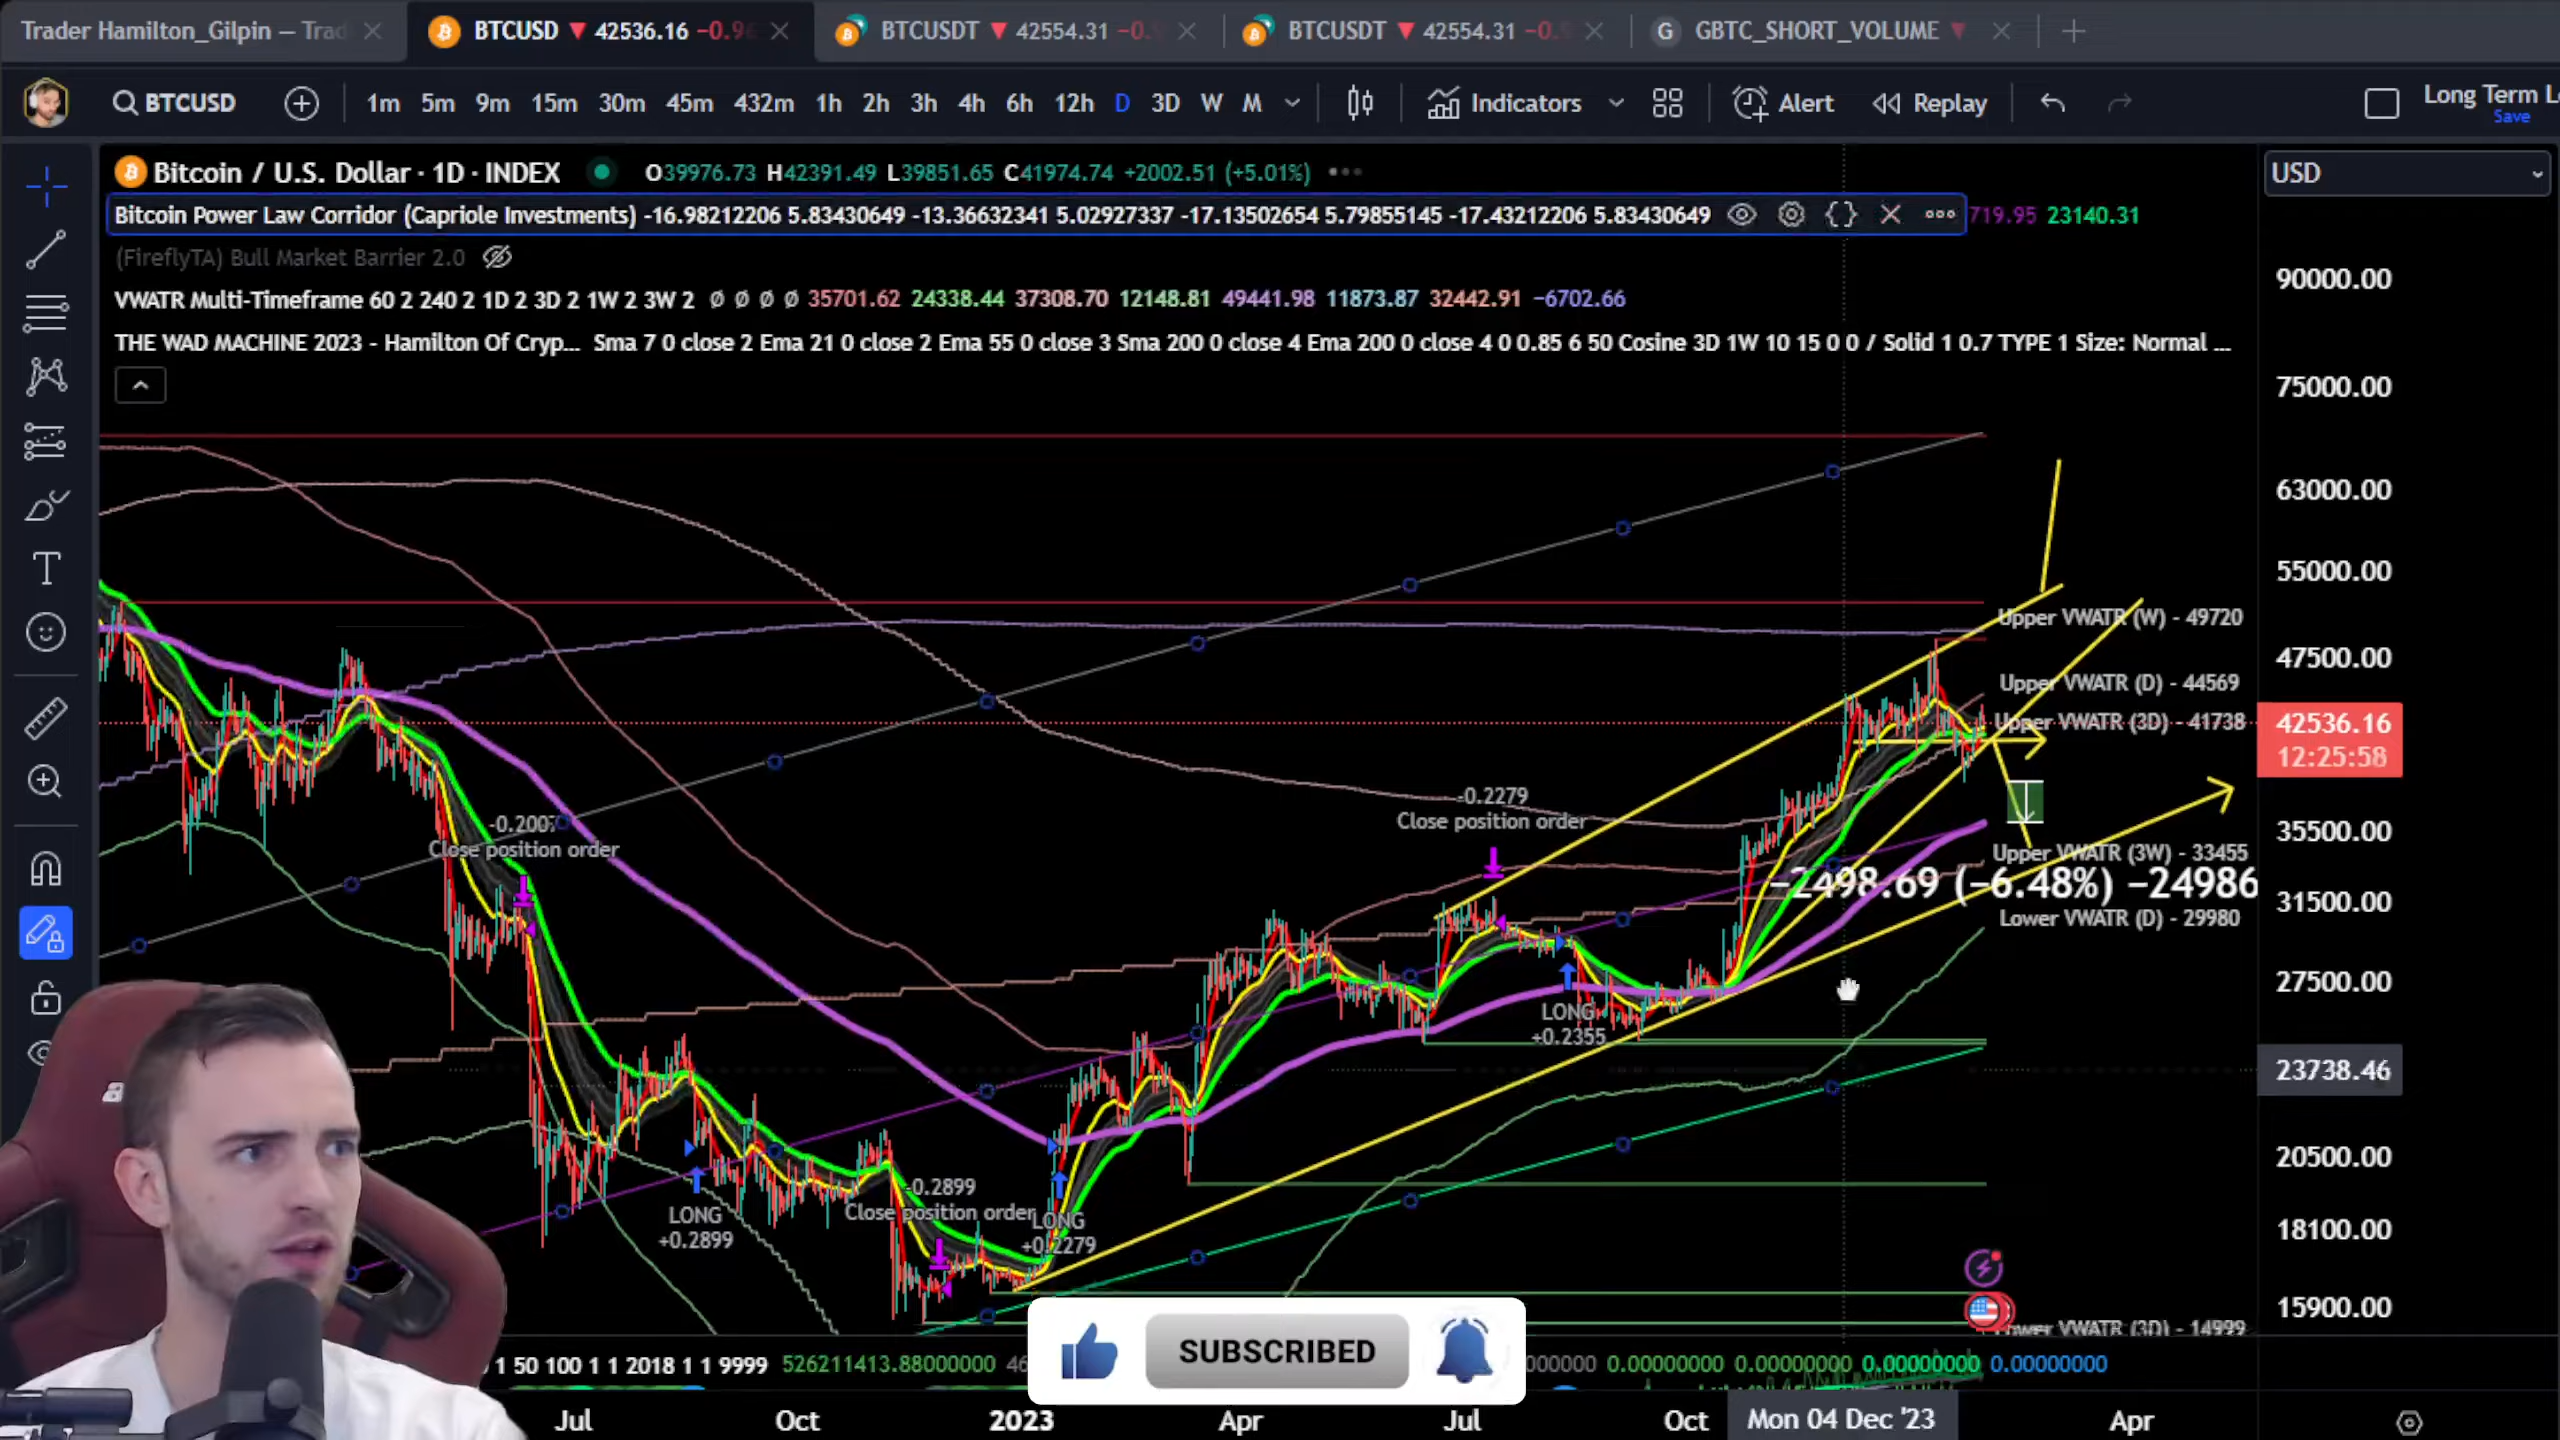 Trader Hamilton_Gilpin — Trad
BTCUSD ▼ 42536.16 −0.9
BTCUSDT ▼ 42554.31 −0.9
BTCUSDT ▼ 42554.31 −0.9
GBTC_SHORT_VOLUME ▼
BTCUSD
1m 5m 9m 15m 30m 45m 432m 1h 2h 3h 4h 6h 12h D 3D W M
Indicators
Alert
Replay
Long Term L
Save
Bitcoin / U.S. Dollar · 1D · INDEX O39976.73 H42391.49 L39851.65 C41974.74 +2002.51 (+5.01%)
USD
Bitcoin Power Law Corridor (Capriole Investments) -16.98212206 5.83430649 -13.36632341 5.02927337 -17.13502654 5.79855145 -17.43212206 5.83430649 719.95 23140.31
(FireflyTA) Bull Market Barrier 2.0
VWATR Multi-Timeframe 60 2 240 2 1D 2 3D 2 1W 2 3W 2 Ø Ø Ø Ø 35701.62 24338.44 37308.70 12148.81 49441.98 11873.87 32442.91 −6702.66
THE WAD MACHINE 2023 - Hamilton Of Cryp... Sma 7 0 close 2 Ema 21 0 close 2 Ema 55 0 close 3 Sma 200 0 close 4 Ema 200 0 close 4 0 0.85 6 50 Cosine 3D 1W 10 15 0 0 / Solid 1 0.7 TYPE 1 Size: Normal ...
90000.00
75000.00
63000.00
55000.00
Upper VWATR (W) - 49720
47500.00
Upper VWATR (D) - 44569
Upper VWATR (3D) - 41738
42536.16
12:25:58
-0.2279
Close position order
-0.2007
Close position order
35500.00
Upper VWATR (3W) - 33455
−2498.69 (−6.48%) −24986
31500.00
Lower VWATR (D) - 29980
27500.00
LONG
+0.2355
23738.46
20500.00
-0.2899
Close position order
LONG
+0.2899
LONG
+0.2279
18100.00
15900.00
Lower VWATR (3D) - 14999
SUBSCRIBED
1 50 100 1 1 2018 1 1 9999 526211413.88000000 0.00000000 0.00000000 0.00000000 0.00000000
Jul Oct 2023 Apr Jul Oct Mon 04 Dec '23 Apr